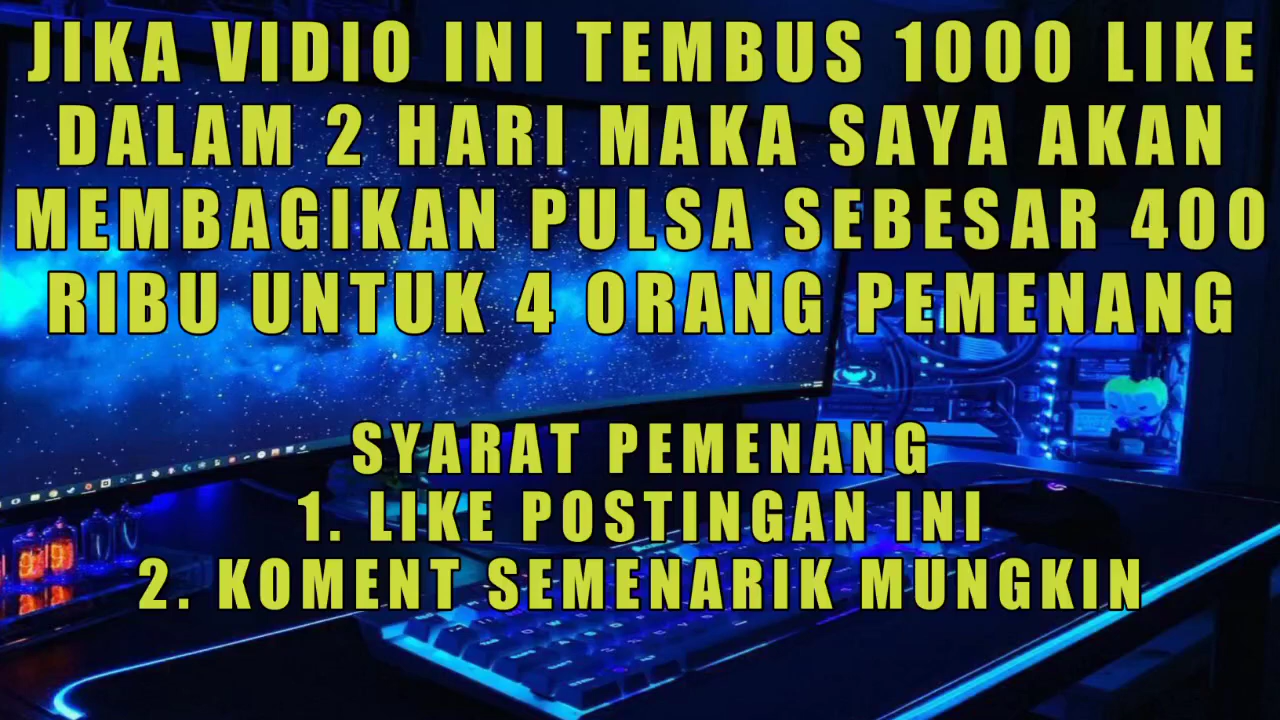 JIKA VIDIO INI TEMBUS 1000 LIKE
DALAM 2 HARI MAKA SAYA AKAN
MEMBAGIKAN PULSA SEBESAR 400
RIBU UNTUK 4 ORANG PEMENANG
SYARAT PEMENANG
1. LIKE POSTINGAN INI
2. KOMENT SEMENARIK MUNGKIN